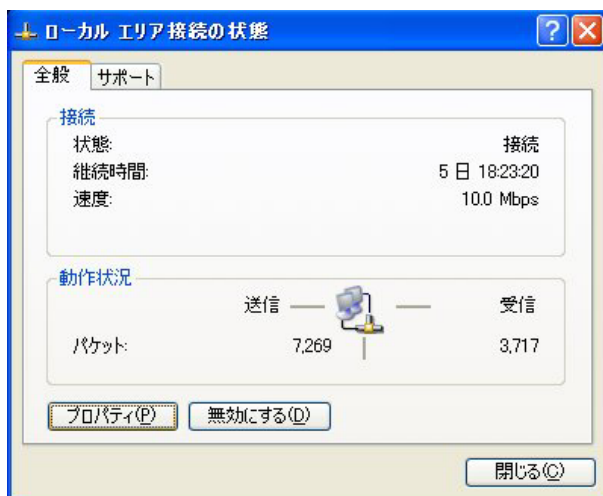 ローカル エリア接続の状態
全般 サポート
接続
状態: 接続
継続時間: 5 日 18:23:20
速度: 10.0 Mbps
動作状況
送信 受信
パケット: 7,269 3,717
プロパティ(P) 無効にする(D)
閉じる(C)